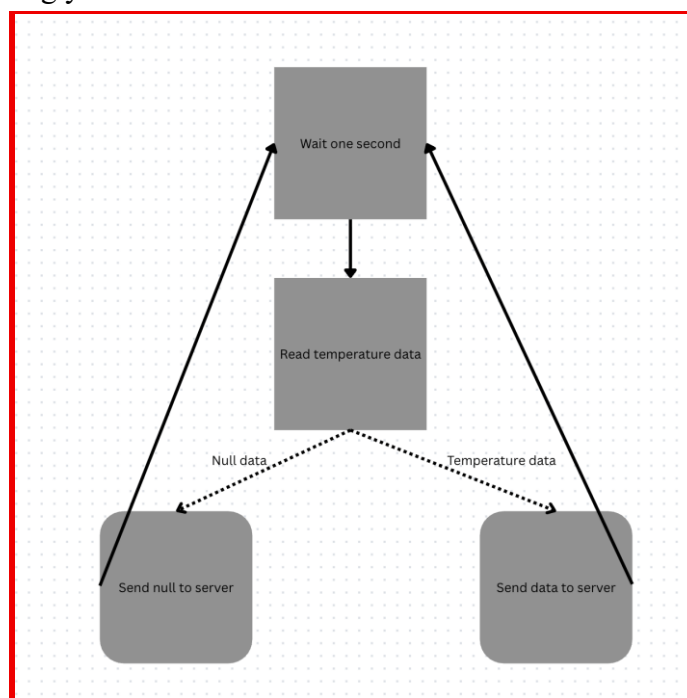 Wait one second
Read temperature data
Null data
Temperature data
Send null to server
Send data to server